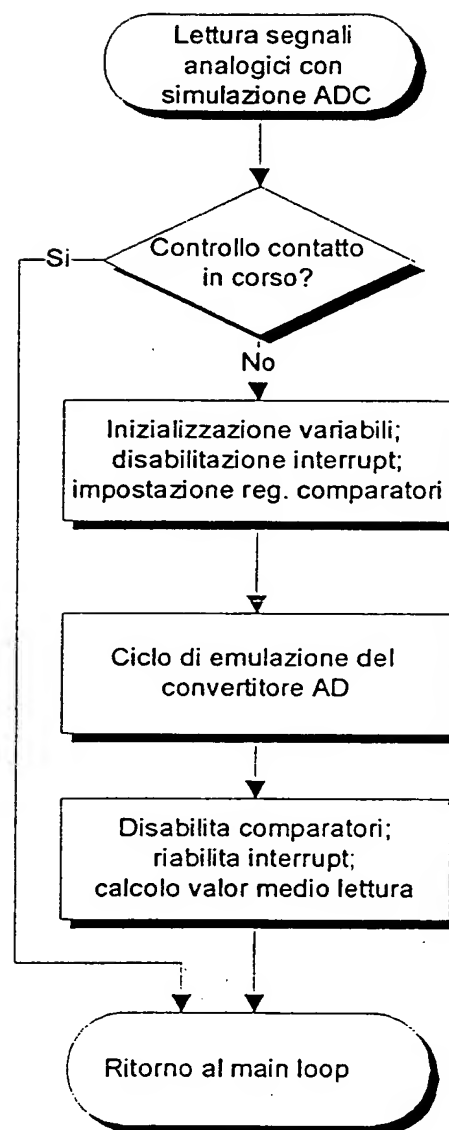 Lettura segnali
analogici con
simulazione ADC
Controllo contatto
in corso?
Si
No
Inizializzazione variabili;
disabilitazione interrupt;
impostazione reg. comparatori
Ciclo di emulazione del
convertitore AD
Disabilita comparatori;
riabilita interrupt;
calcolo valor medio lettura
Ritorno al main loop